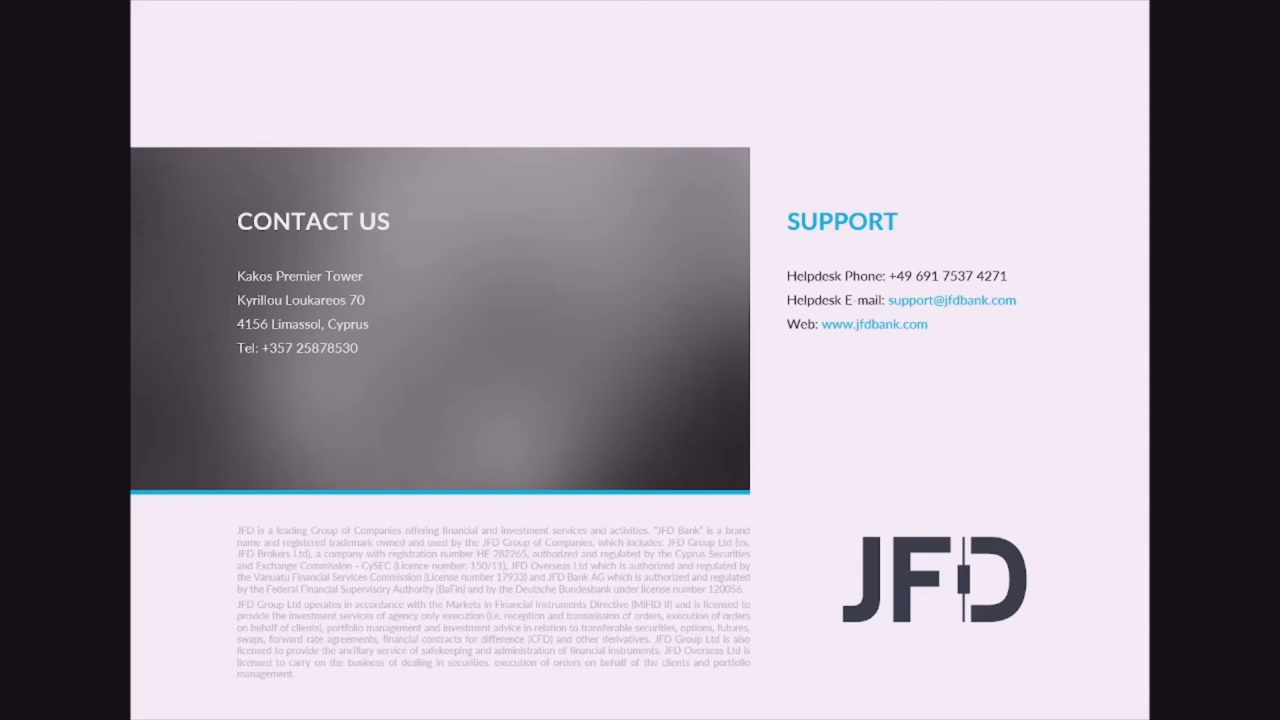 CONTACT US
Kakos Premier Tower
Kyrillou Loukareos 70
4156 Limassol, Cyprus
Tel: +357 25878530
SUPPORT
Helpdesk Phone: +49 691 7537 4271
Helpdesk E-mail: support@jfdbank.com
Web: www.jfdbank.com
JFD is a leading Group of Companies offering financial and investment services and activities. "JFD Bank" is a brand
name and registered trademark owned and used by the JFD Group of Companies, which includes: JFD Group Ltd (ex.
JFD Brokers Ltd), a company with registration number HE 282265, authorized and regulated by the Cyprus Securities
and Exchange Commission - CySEC (Licence number: 150/11), JFD Overseas Ltd which is authorized and regulated by
the Vanuatu Financial Services Commission (License number 17933) and JFD Bank AG which is authorized and regulated
by the Federal Financial Supervisory Authority (BaFin) and by the Deutsche Bundesbank under license number 120056.
JFD Group Ltd operates in accordance with the Markets in Financial Instruments Directive (MiFID II) and is licensed to
provide the investment services of agency only execution (i.e. reception and transmission of orders, execution of orders
on behalf of clients), portfolio management and investment advice in relation to transferable securities, options, futures,
swaps, forward rate agreements, financial contracts for difference (CFD) and other derivatives. JFD Group Ltd is also
licensed to provide the ancillary service of safekeeping and administration of financial instruments. JFD Overseas Ltd is
licensed to carry on the business of dealing in securities, execution of orders on behalf of the clients and portfolio
management.
JFD